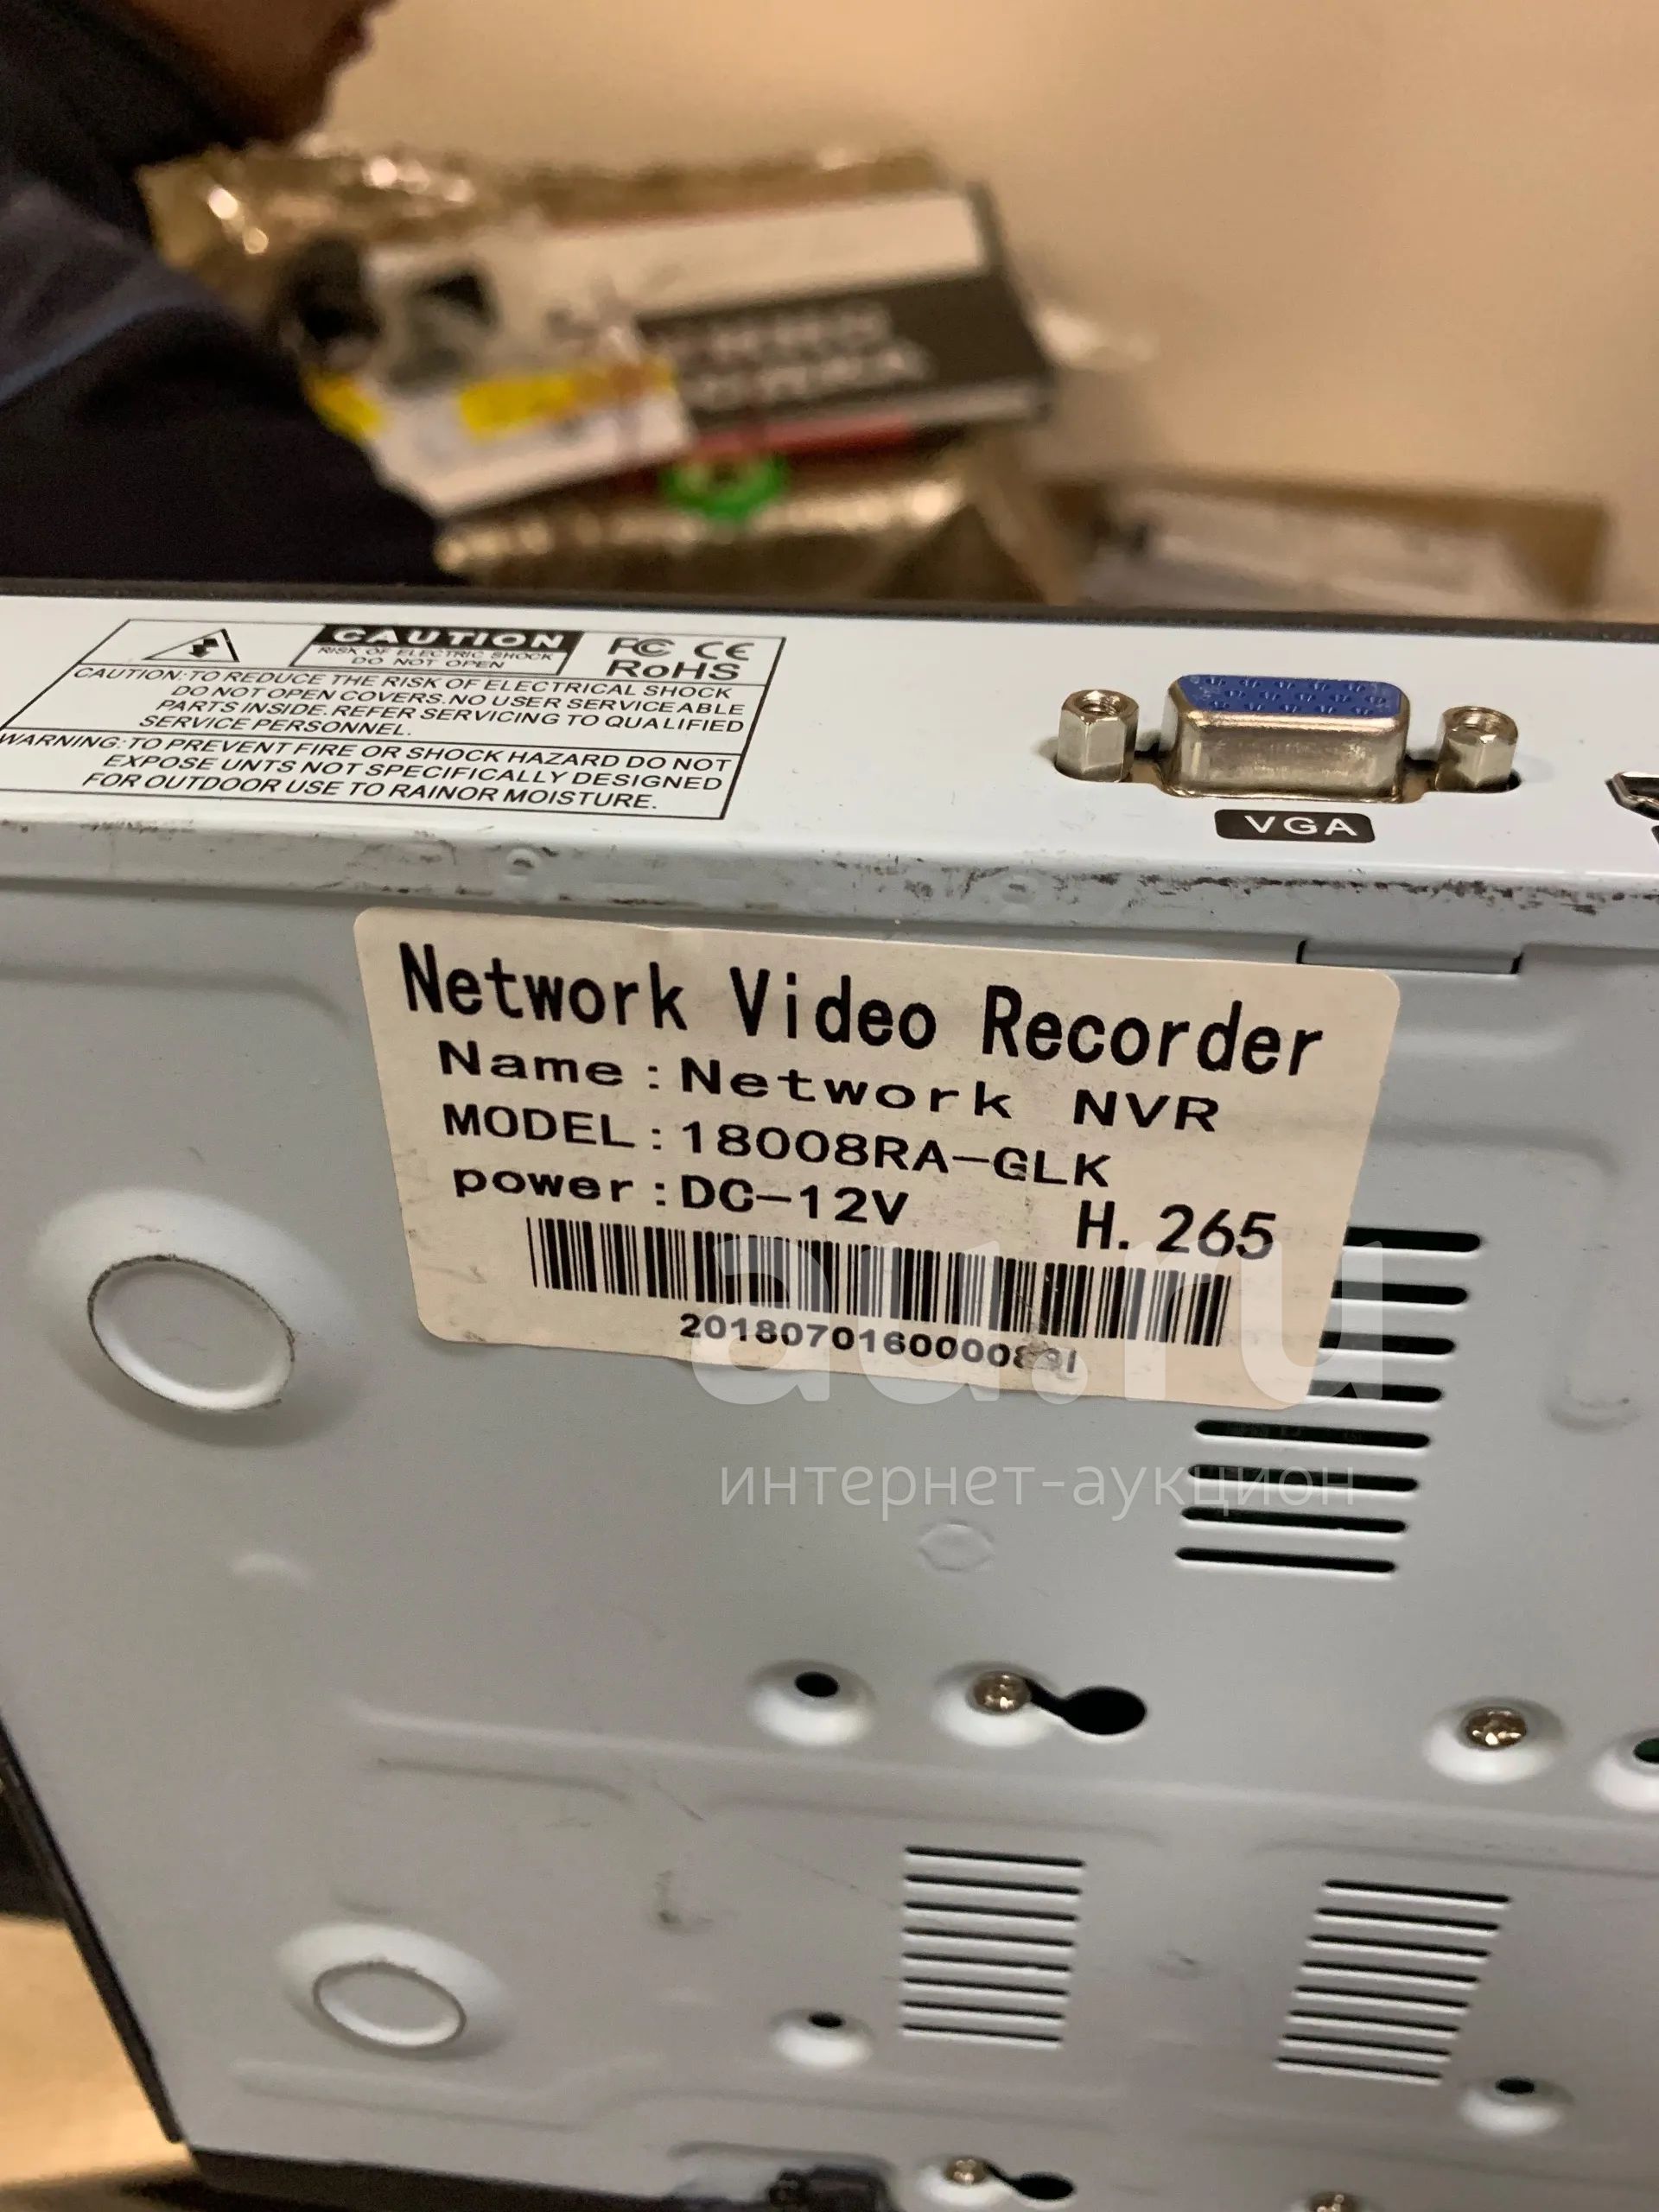 CAUTION
RISK OF ELECTRIC SHOCK
DO NOT OPEN
FC CE
RoHS
CAUTION:TO REDUCE THE RISK OF ELECTRICAL SHOCK
DO NOT OPEN COVERS.NO USER SERVICEABLE
PARTS INSIDE.REFER SERVICING TO QUALIFIED
SERVICE PERSONNEL.
WARNING:TO PREVENT FIRE OR SHOCK HAZARD DO NOT
EXPOSE UNTS NOT SPECIFICALLY DESIGNED
FOR OUTDOOR USE TO RAINOR MOISTURE.
VGA
Network Video Recorder
Name:Network NVR
MODEL:18008RA-GLK
power:DC-12V
H.265
au.ru
интернет-аукцион